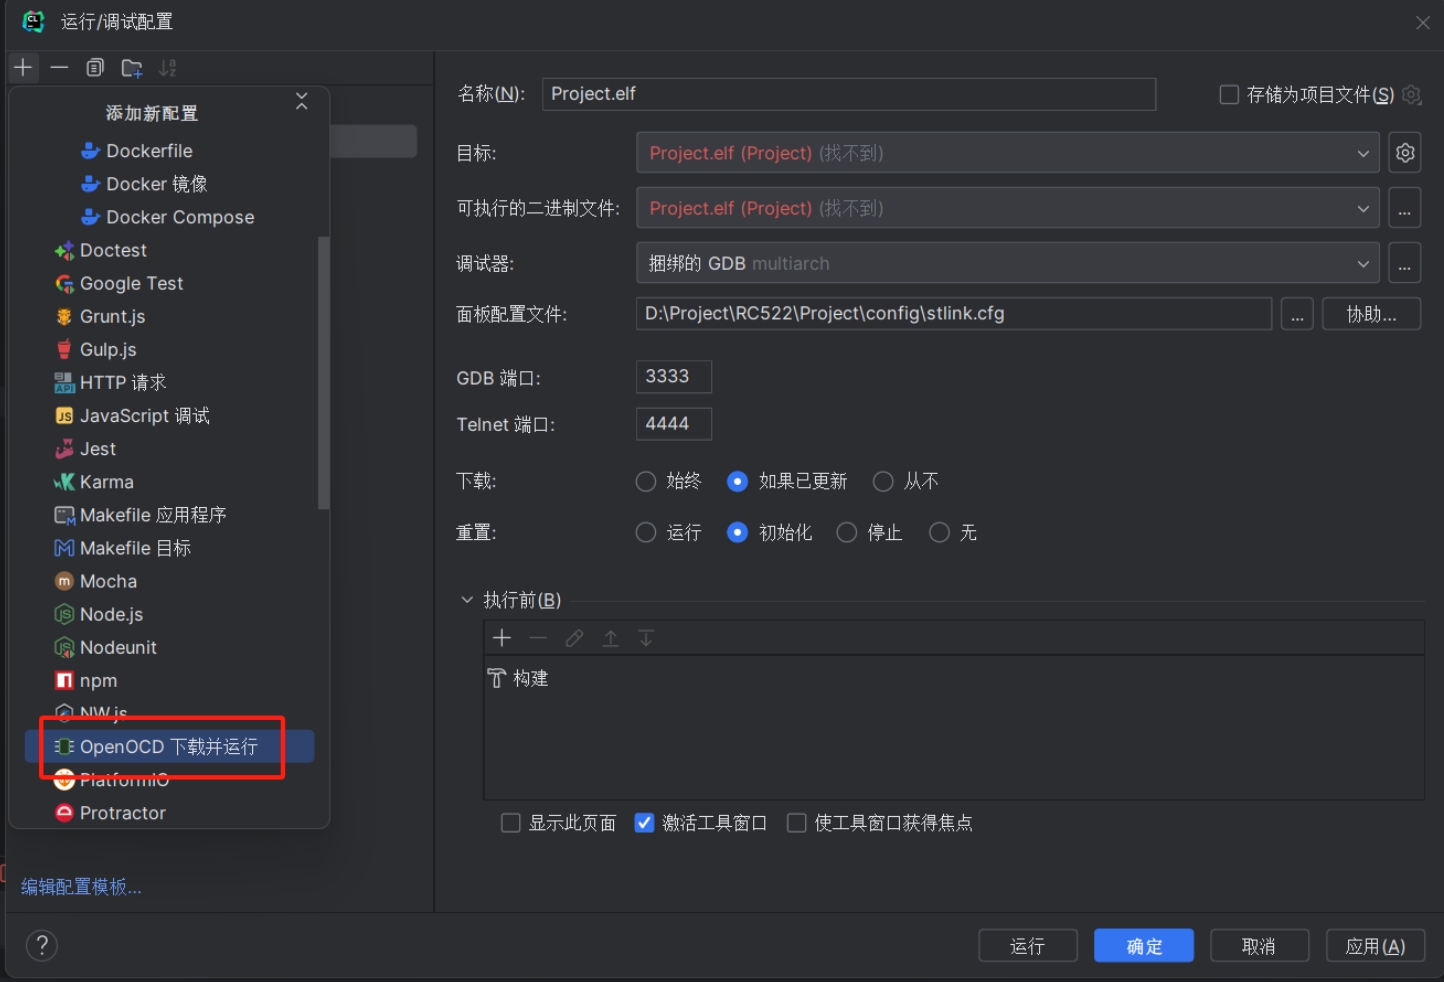 运行/调试配置
添加新配置
Dockerfile
Docker 镜像
Docker Compose
Doctest
Google Test
Grunt.js
Gulp.js
HTTP 请求
JavaScript 调试
Jest
Karma
Makefile 应用程序
Makefile 目标
Mocha
Node.js
Nodeunit
npm
NW.js
OpenOCD 下载并运行
PlatformIO
Protractor
编辑配置模板...
名称(N): Project.elf 存储为项目文件(S)
目标: Project.elf (Project) (找不到)
可执行的二进制文件: Project.elf (Project) (找不到) ...
调试器: 捆绑的 GDB multiarch ...
面板配置文件: D:\Project\RC522\Project\config\stlink.cfg ... 协助...
GDB 端口: 3333
Telnet 端口: 4444
下载: 始终 如果已更新 从不
重置: 运行 初始化 停止 无
执行前(B)
构建
显示此页面 激活工具窗口 使工具窗口获得焦点
? 运行 确定 取消 应用(A)